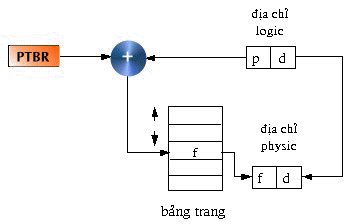 địa chỉ
logic
PTBR
+
p d
địa chỉ
physic
f
f d
bảng trang